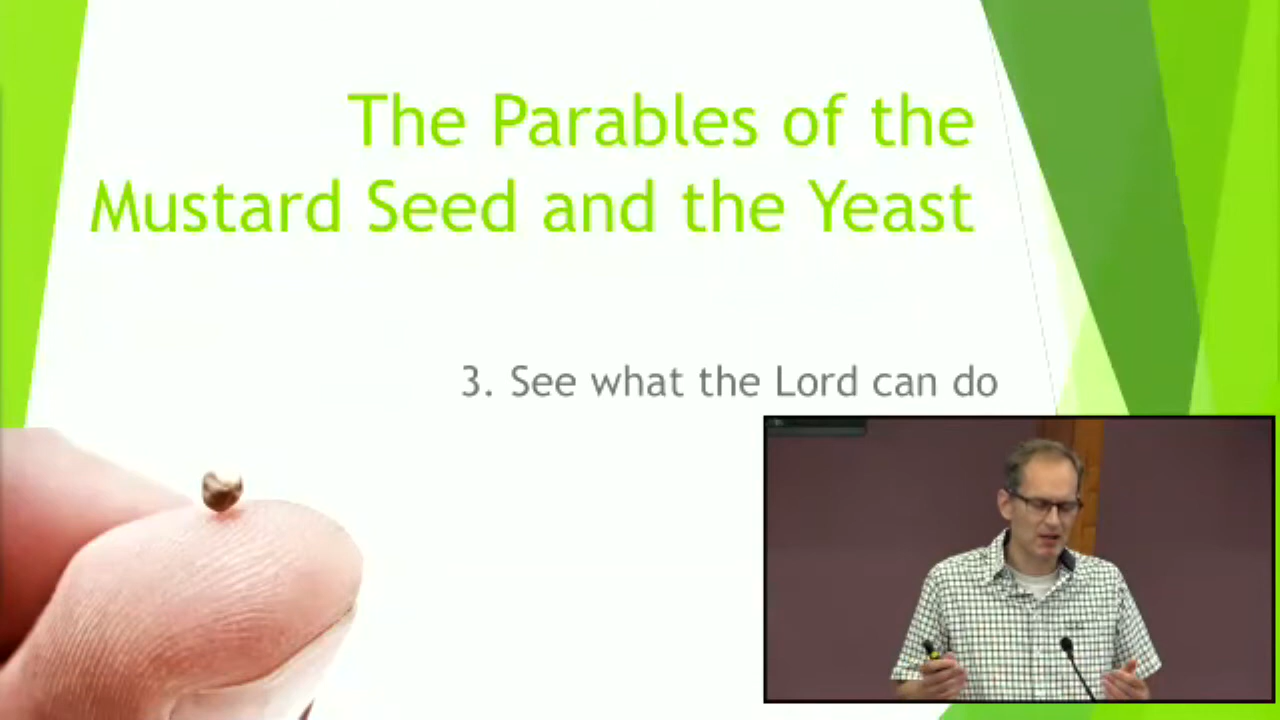 The Parables of the
Mustard Seed and the Yeast
3. See what the Lord can do